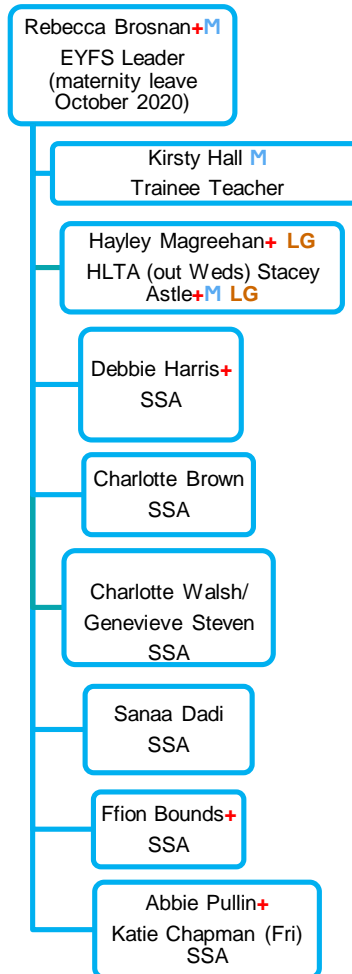 Rebecca Brosnan+M
EYFS Leader
(maternity leave
October 2020)
Kirsty Hall M
Trainee Teacher
Hayley Magreehan+ LG
HLTA (out Weds) Stacey
Astle+M LG
Debbie Harris+
SSA
Charlotte Brown
SSA
Charlotte Walsh/
Genevieve Steven
SSA
Sanaa Dadi
SSA
Ffion Bounds+
SSA
Abbie Pullin+
Katie Chapman (Fri)
SSA